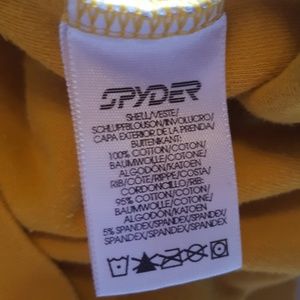 SPYDER
SHELL/VESTE/
SCHLUPFBLOUSON/INVOLUCRO/
CAPA EXTERIOR DE LA PRENDA/
BUITENKANT:
100% COTTON/COTON/
BAUMWOLLE/COTONE/
ALGODÓN/KATOEN
RIB/CÔTE/RIPPE/COSTA/
CORDONCILLO/RIB:
95% COTTON/COTON/
BAUMWOLLE/COTONE/
ALGODÓN/KATOEN
5% SPANDEX/SPANDEX/
SPANDEX/SPANDEX/SPANDEX/